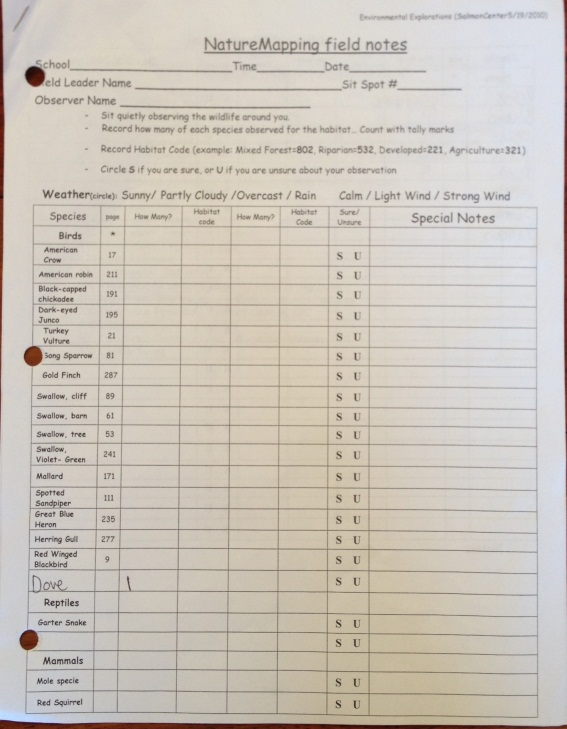 Environmental Explorations (SalmonCenter5/19/2010)
NatureMapping field notes
School____ Time____ Date____
eld Leader Name ____ Sit Spot #____
Observer Name ____
- Sit quietly observing the wildlife around you.
- Record how many of each species observed for the habitat... Count with tally marks
- Record Habitat Code (example: Mixed Forest=802, Riparian=532, Developed=221, Agriculture=321)
- Circle S if you are sure, or U if you are unsure about your observation
Weather(circle): Sunny/ Partly Cloudy /Overcast / Rain Calm / Light Wind / Strong Wind
Species page How Many? Habitat code How Many? Habitat Code Sure/ Unsure Special Notes
Birds *
American Crow 17 S U
American robin 211 S U
Black-capped chickadee 191 S U
Dark-eyed Junco 195 S U
Turkey Vulture 21 S U
Song Sparrow 81 S U
Gold Finch 287 S U
Swallow, cliff 89 S U
Swallow, barn 61 S U
Swallow, tree 53 S U
Swallow, Violet- Green 241 S U
Mallard 171 S U
Spotted Sandpiper 111 S U
Great Blue Heron 235 S U
Herring Gull 277 S U
Red Winged Blackbird 9 S U
Dove | S U
Reptiles
Garter Snake S U
S U
Mammals
Mole specie S U
Red Squirrel S U